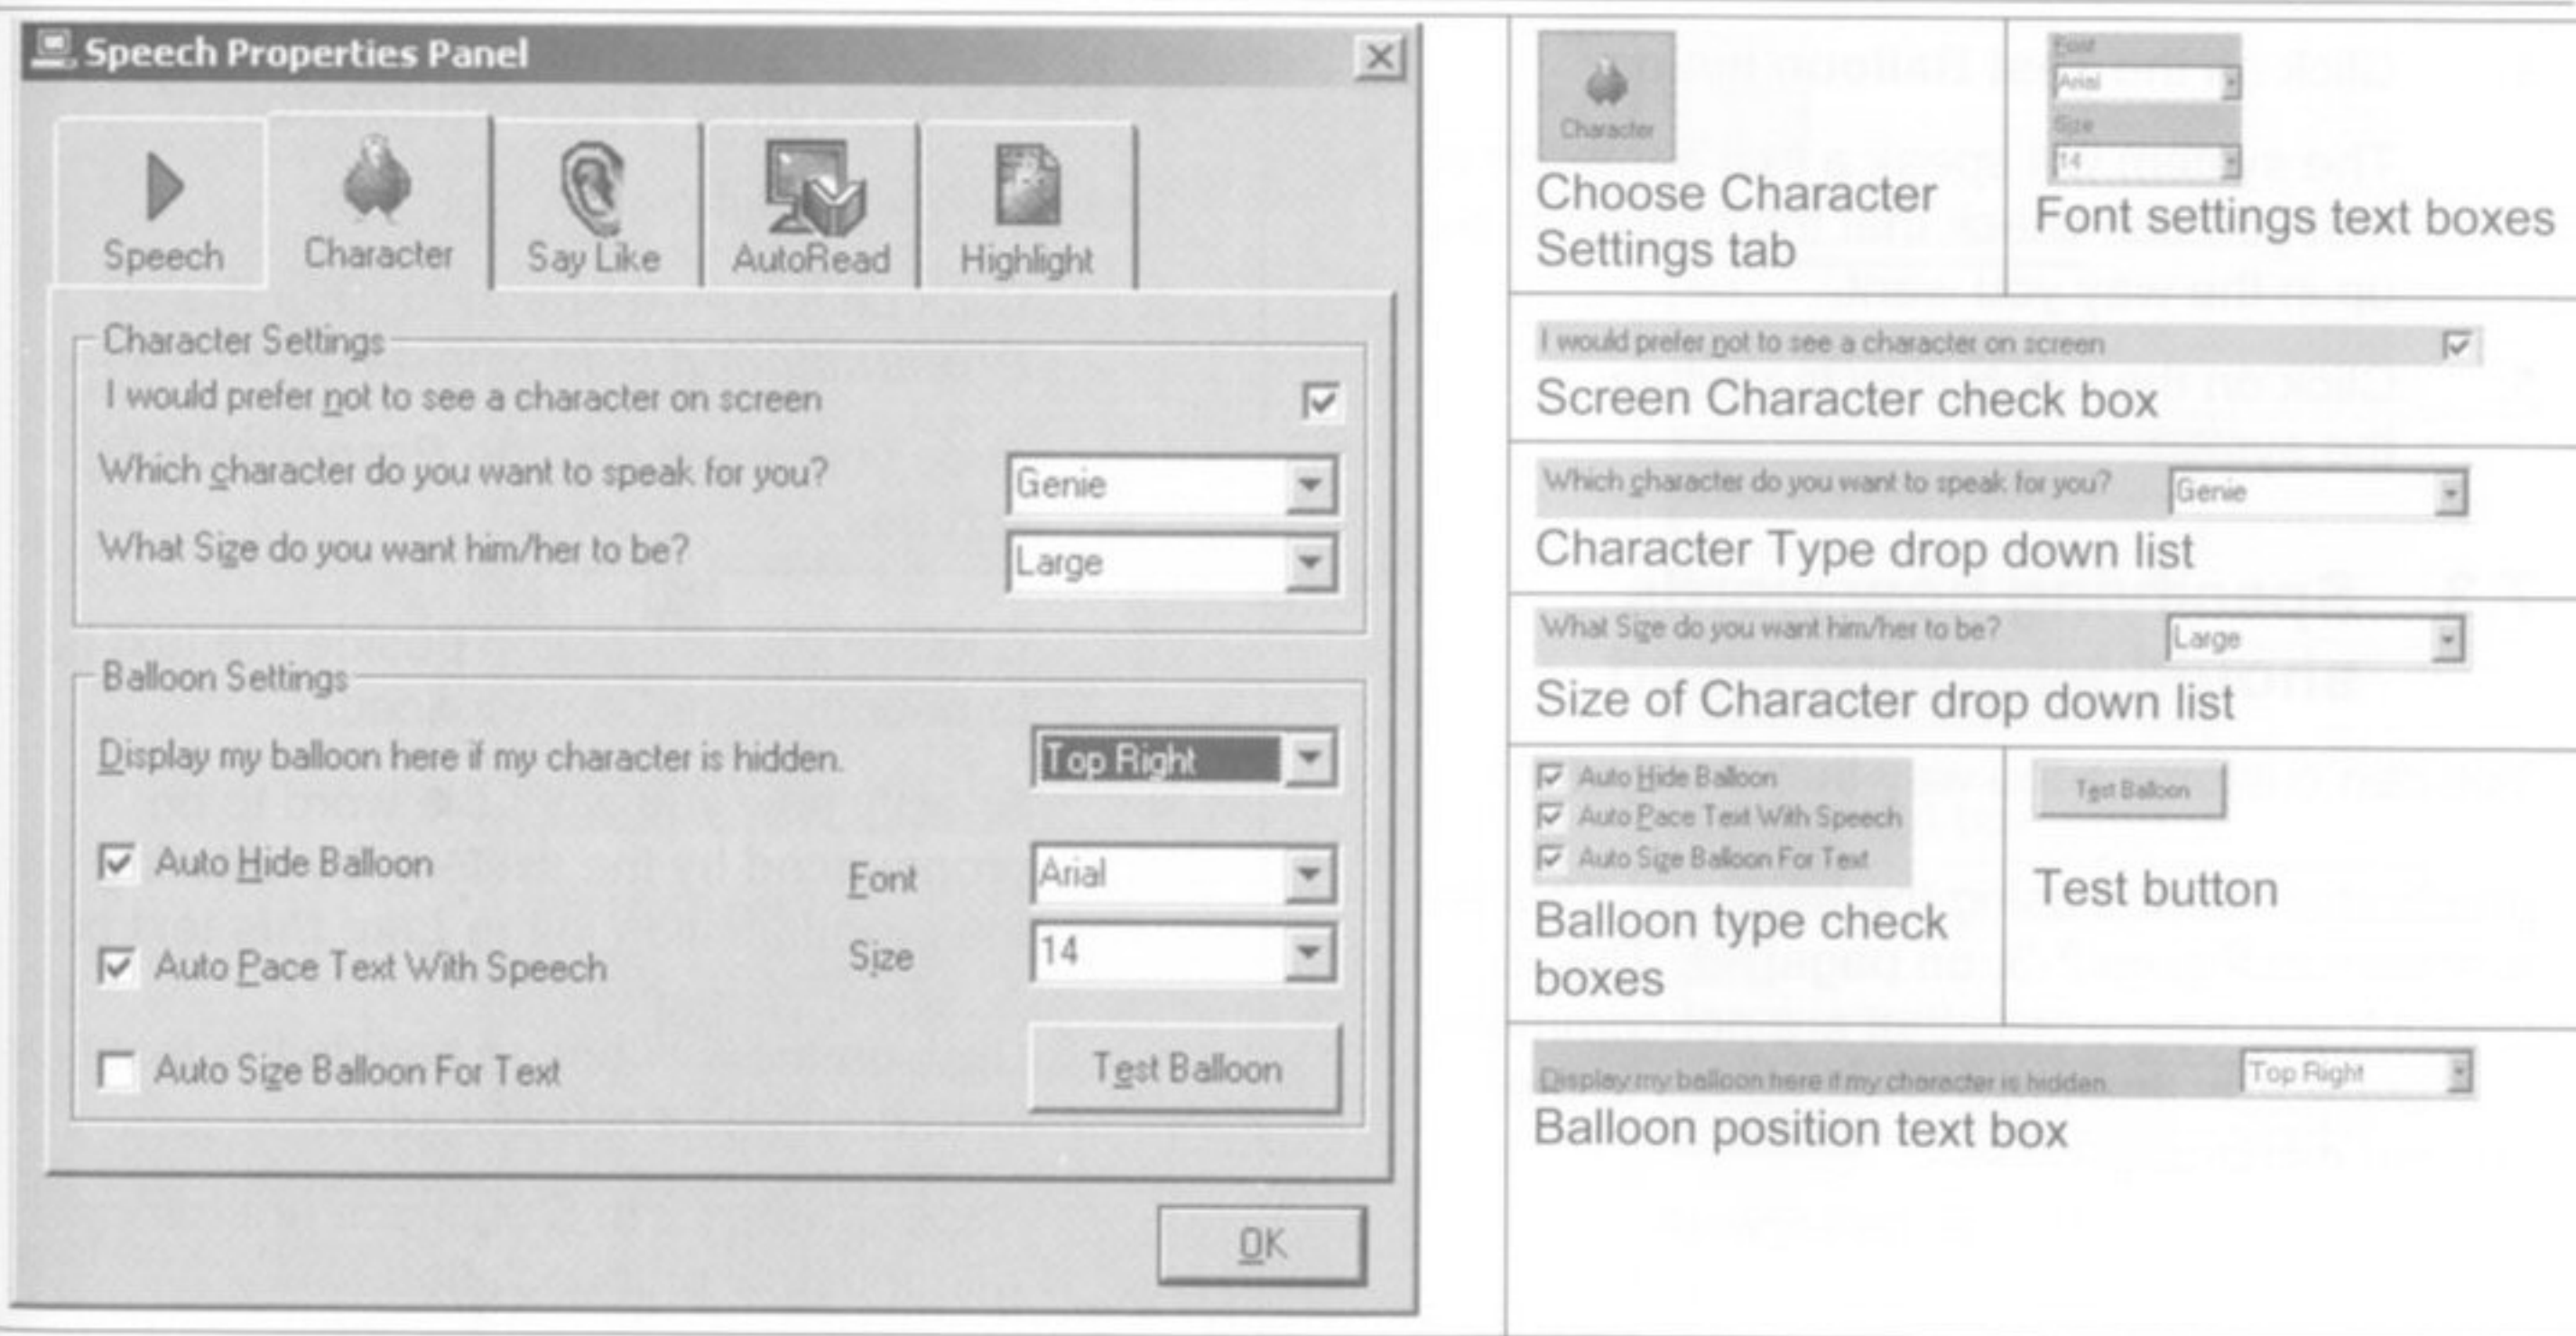 Speech Properties Panel
Speech
Character
Say Like
AutoRead
Highlight
Character Settings
I would prefer not to see a character on screen
Which character do you want to speak for you?
Genie
What Size do you want him/her to be?
Large
Balloon Settings
Display my balloon here if my character is hidden.
Top Right
Auto Hide Balloon
Font
Arial
Auto Pace Text With Speech
Size
14
Auto Size Balloon For Text
Test Balloon
OK
Character
Choose Character
Settings tab
Font
Arial
Size
14
Font settings text boxes
I would prefer not to see a character on screen
Screen Character check box
Which character do you want to speak for you?
Genie
Character Type drop down list
What Size do you want him/her to be?
Large
Size of Character drop down list
Auto Hide Balloon
Auto Pace Text With Speech
Auto Size Balloon For Text
Balloon type check
boxes
Test Balloon
Test button
Display my balloon here if my character is hidden.
Top Right
Balloon position text box